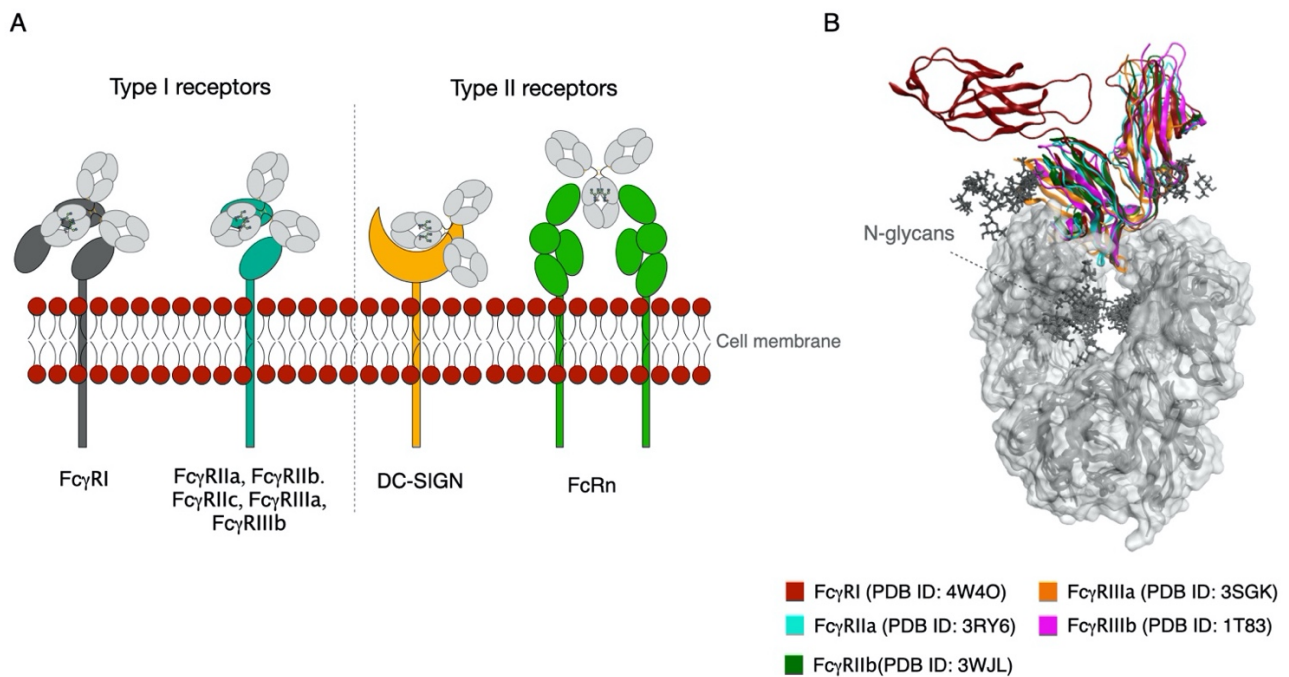 A
Type I receptors
Type II receptors
Cell membrane
FcγRI
FcγRIIa, FcγRIIb.
FcγRIIc, FcγRIIIa,
FcγRIIIb
DC-SIGN
FcRn
B
N-glycans
FcγRI (PDB ID: 4W4O)
FcγRIIa (PDB ID: 3RY6)
FcγRIIb(PDB ID: 3WJL)
FcγRIIIa (PDB ID: 3SGK)
FcγRIIIb (PDB ID: 1T83)